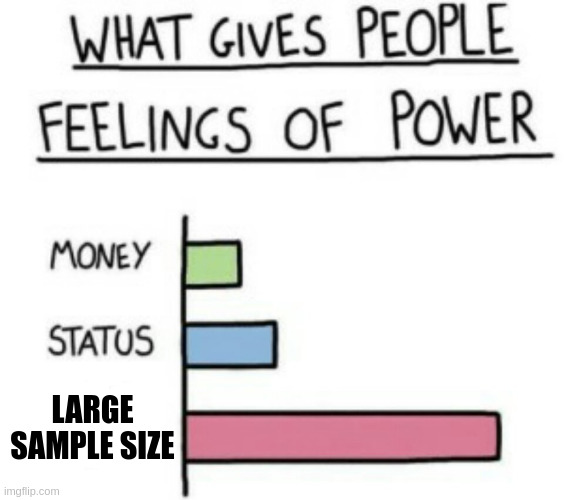 WHAT GIVES PEOPLE
FEELINGS OF POWER
MONEY
STATUS
LARGE
SAMPLE SIZE
imgflip.com